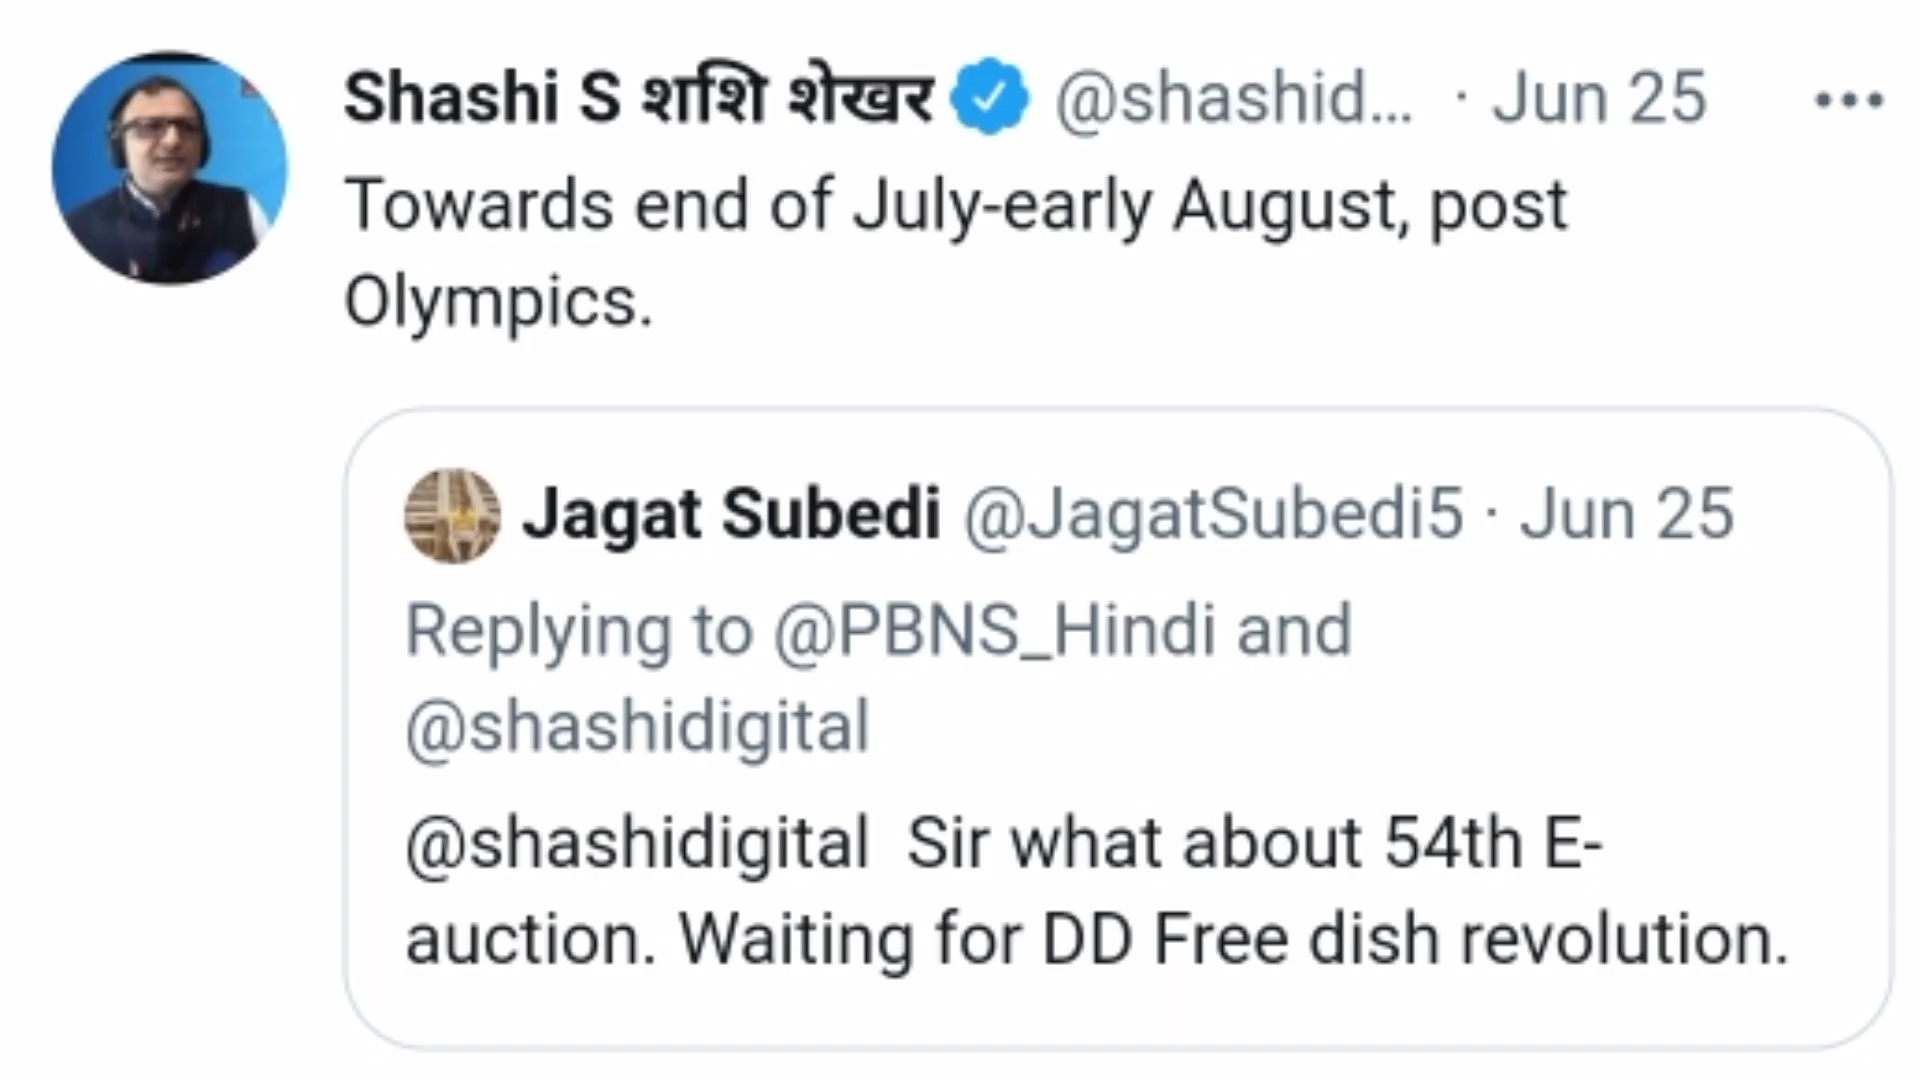 Shashi S शशि शेखर @shashid... · Jun 25
Towards end of July-early August, post
Olympics.
Jagat Subedi @JagatSubedi5 · Jun 25
Replying to @PBNS_Hindi and
@shashidigital
@shashidigital  Sir what about 54th E-
auction. Waiting for DD Free dish revolution.